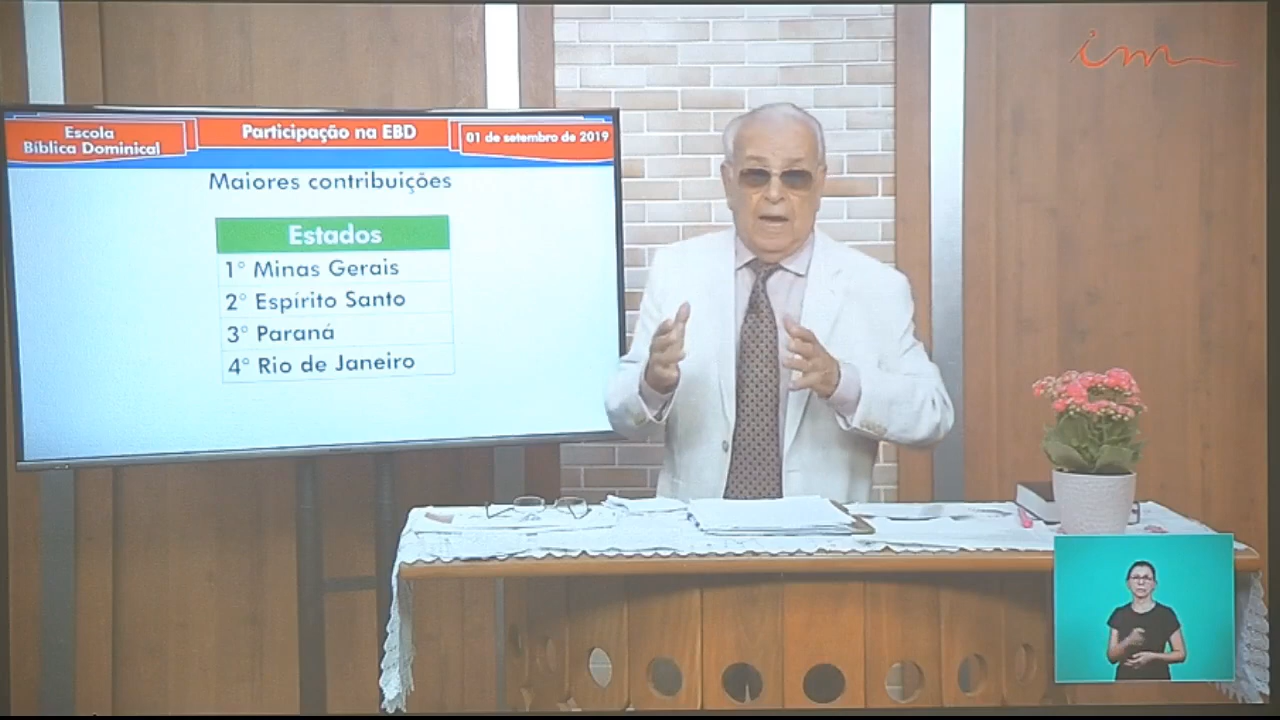 Escola
Bíblica Dominical
Participação na EBD
01 de setembro de 2019
Maiores contribuições
Estados
1° Minas Gerais
2° Espírito Santo
3° Paraná
4° Rio de Janeiro
im